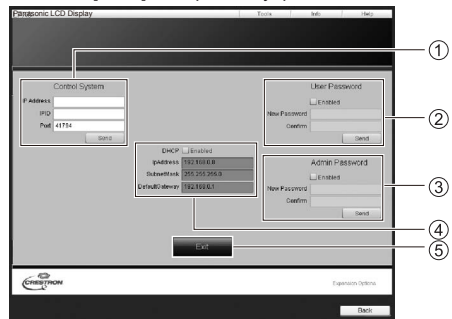 Panasonic LCD Display
Tools
Info
Help
①
Control System
IP Address
IPID
Port 41794
Send
User Password
Enabled
New Password
Confirm
Send
②
DHCP Enabled
IpAddress 192.168.0.8
SubnetMask 255.255.255.0
DefaultGateway 192.168.0.1
Admin Password
Enabled
New Password
Confirm
Send
③
④
Exit
⑤
CRESTRON
Expansion Options
Back